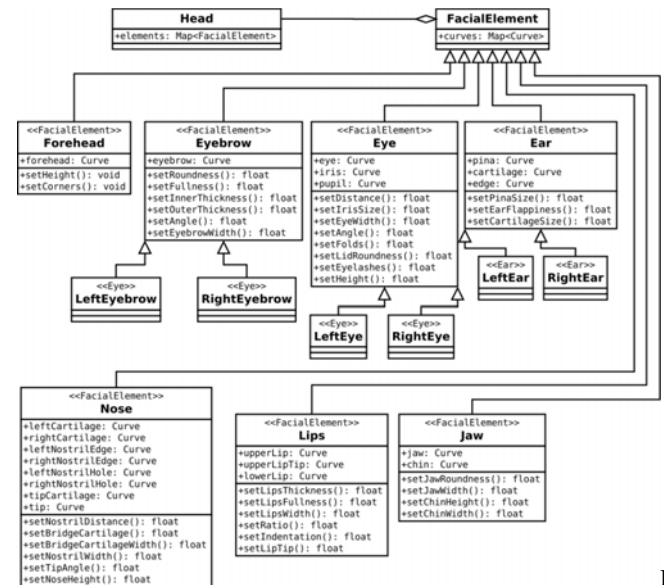 Head
+elements: Map<FacialElement>
FacialElement
+curves: Map<Curve>
<<FacialElement>>
Forehead
+forehead: Curve
+setHeight(): void
+setCorners(): void
<<FacialElement>>
Eyebrow
+eyebrow: Curve
+setRoundness(): float
+setFullness(): float
+setInnerThickness(): float
+setOuterThickness(): float
+setAngle(): float
+setEyebrowWidth(): float
<<FacialElement>>
Eye
+eye: Curve
+iris: Curve
+pupil: Curve
+setDistance(): float
+setIrisSize(): float
+setEyeWidth(): float
+setAngle(): float
+setFolds(): float
+setLidRoundness(): float
+setEyelashes(): float
+setHeight(): float
<<FacialElement>>
Ear
+pina: Curve
+cartilage: Curve
+edge: Curve
+setPinaSize(): float
+setEarFlappiness(): float
+setCartilageSize(): float
<<Eye>>
LeftEyebrow
<<Eye>>
RightEyebrow
<<Eye>>
LeftEye
<<Eye>>
RightEye
<<Ear>>
LeftEar
<<Ear>>
RightEar
<<FacialElement>>
Nose
+leftCartilage: Curve
+rightCartilage: Curve
+leftNostrilEdge: Curve
+rightNostrilEdge: Curve
+leftNostrilHole: Curve
+rightNostrilHole: Curve
+tipCartilage: Curve
+tip: Curve
+setNostrilDistance(): float
+setBridgeCartilage(): float
+setBridgeCartilageWidth(): float
+setNostrilWidth(): float
+setTipAngle(): float
+setNoseHeight(): float
<<FacialElement>>
Lips
+upperLip: Curve
+upperLipTip: Curve
+lowerLip: Curve
+setLipsThickness(): float
+setLipsFullness(): float
+setLipsWidth(): float
+setRatio(): float
+setIndentation(): float
+setLipTip(): float
<<FacialElement>>
Jaw
+jaw: Curve
+chin: Curve
+setJawRoundness(): float
+setJawWidth(): float
+setChinHeight(): float
+setChinWidth(): float